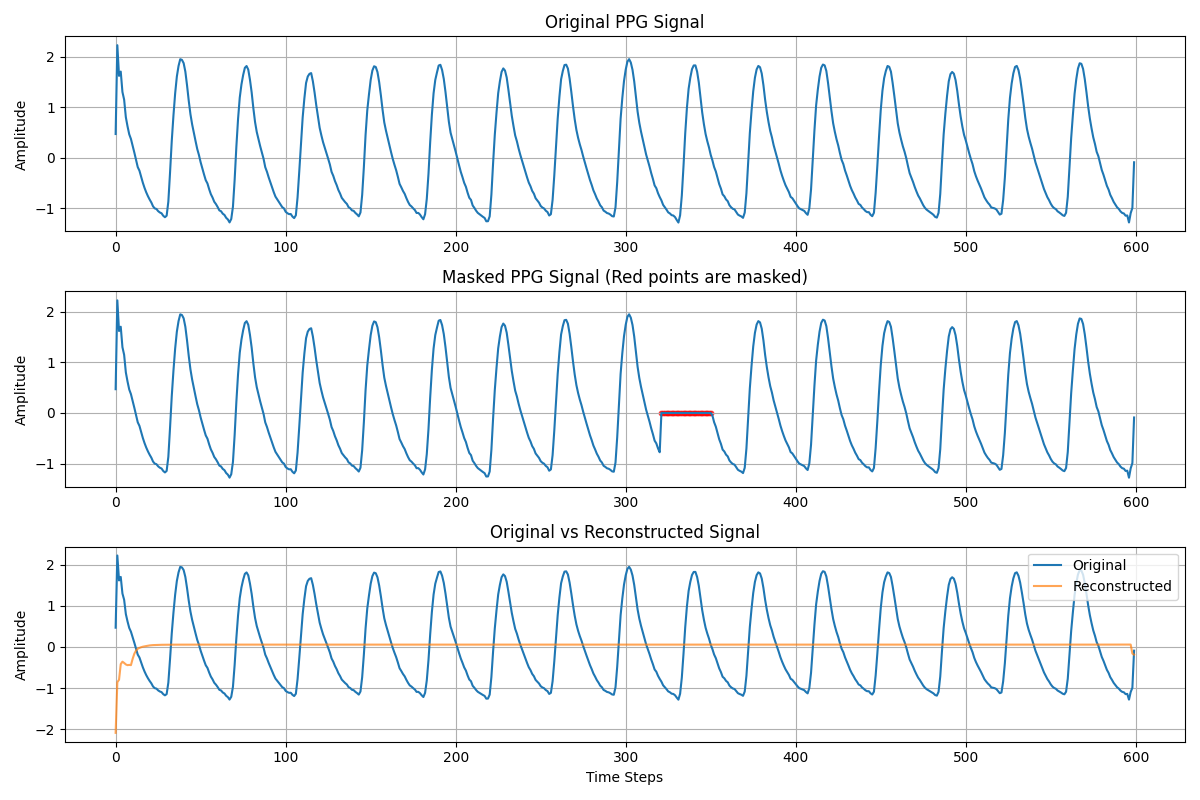 Original PPG Signal
2
1
0
−1
Amplitude
0 100 200 300 400 500 600
Masked PPG Signal (Red points are masked)
2
1
0
−1
Amplitude
0 100 200 300 400 500 600
Original vs Reconstructed Signal
2
1
0
−1
−2
Amplitude
Original
Reconstructed
0 100 200 300 400 500 600
Time Steps